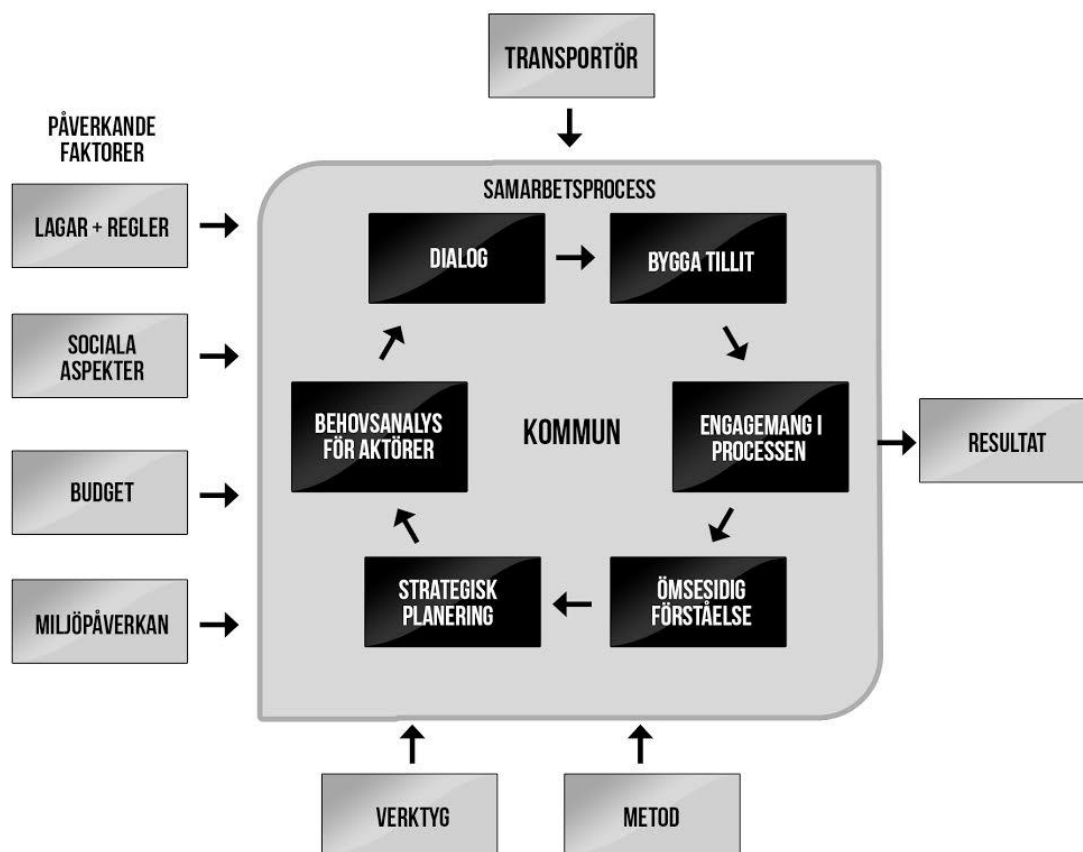 TRANSPORTÖR
PÅVERKANDE
FAKTORER
LAGAR + REGLER
SOCIALA
ASPEKTER
BUDGET
MILJÖPÅVERKAN
SAMARBETSPROCESS
DIALOG
BYGGA TILLIT
BEHOVSANALYS
FÖR AKTÖRER
KOMMUN
ENGAGEMANG I
PROCESSEN
STRATEGISK
PLANERING
ÖMSESIDIG
FÖRSTÅELSE
RESULTAT
VERKTYG
METOD